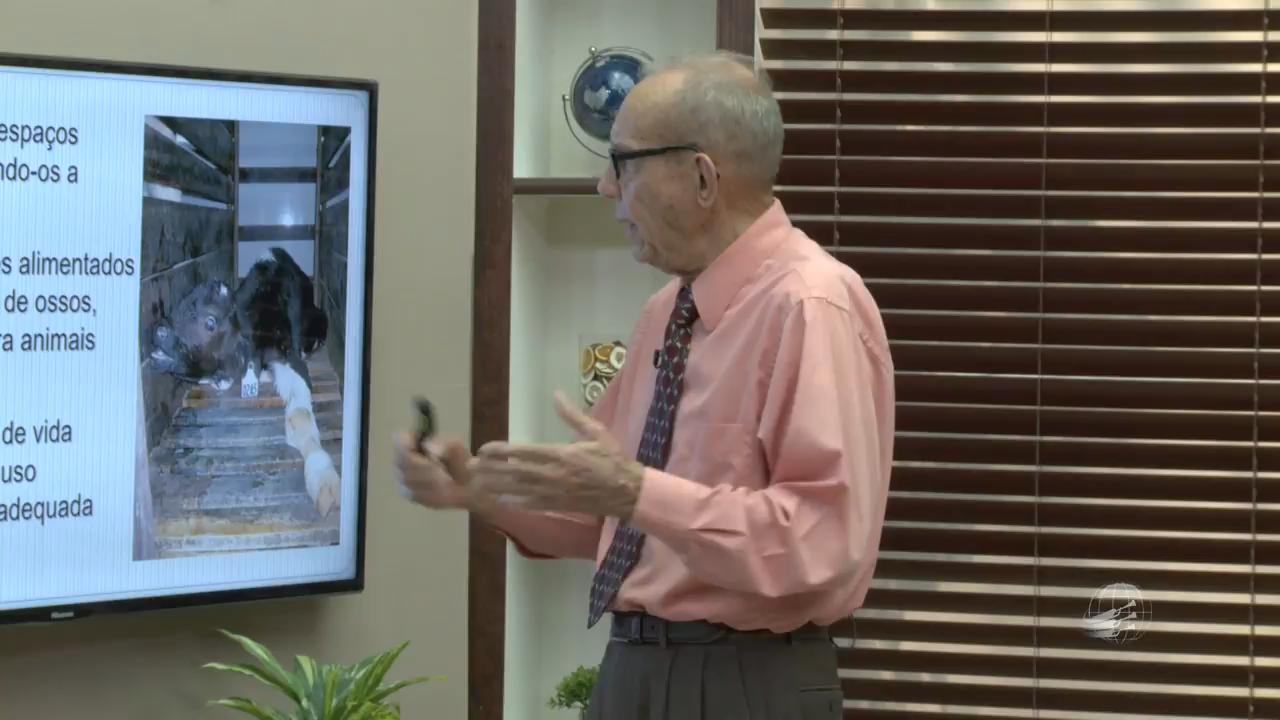 espaços
ndo-os a
s alimentados
de ossos,
ra animais
de vida
uso
adequada